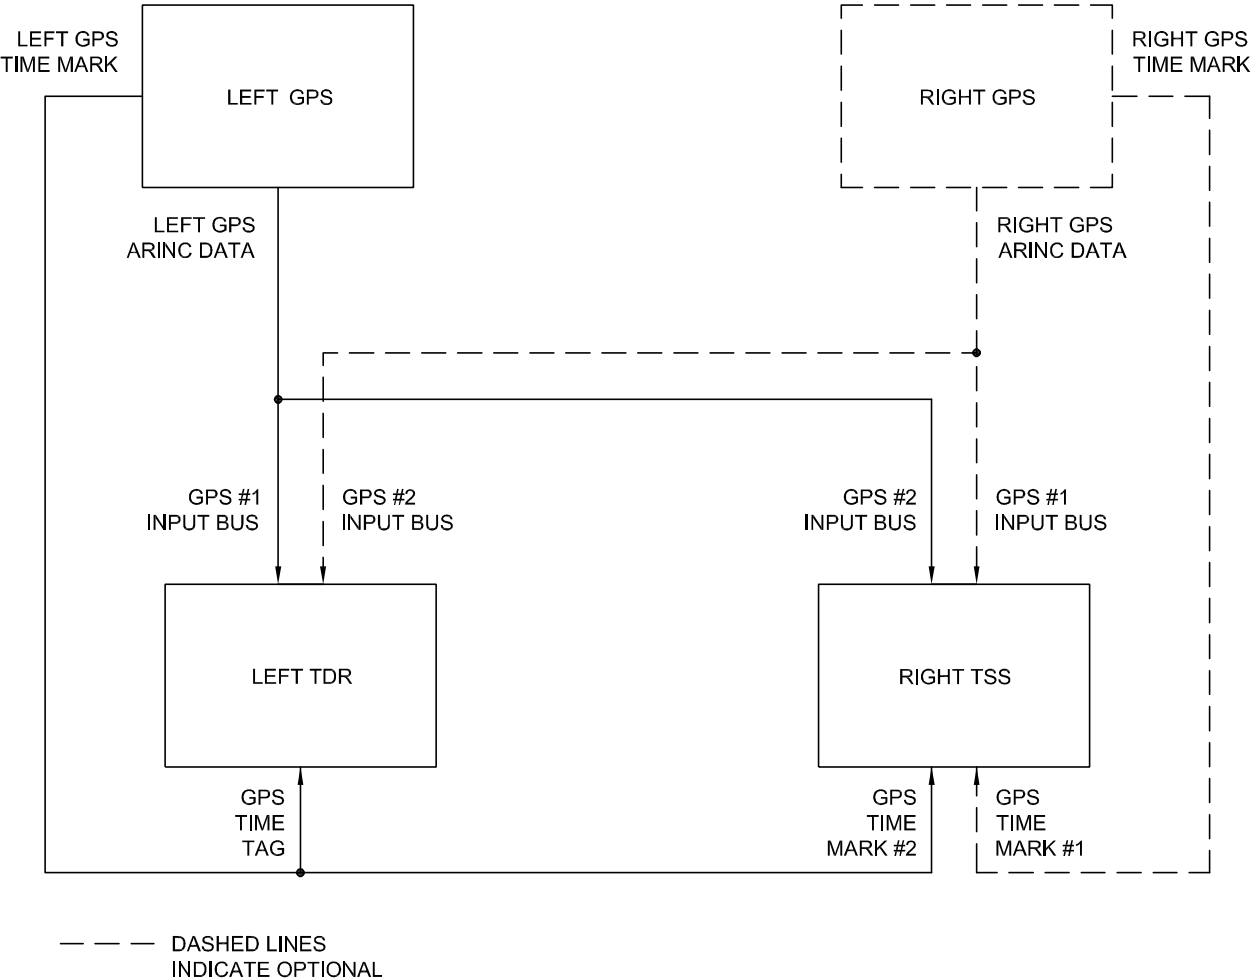 LEFT GPS
TIME MARK
LEFT GPS
RIGHT GPS
RIGHT GPS
TIME MARK
LEFT GPS
ARINC DATA
RIGHT GPS
ARINC DATA
GPS #1
INPUT BUS
GPS #2
INPUT BUS
GPS #2
INPUT BUS
GPS #1
INPUT BUS
LEFT TDR
RIGHT TSS
GPS
TIME
TAG
GPS
TIME
MARK #2
GPS
TIME
MARK #1
DASHED LINES
INDICATE OPTIONAL